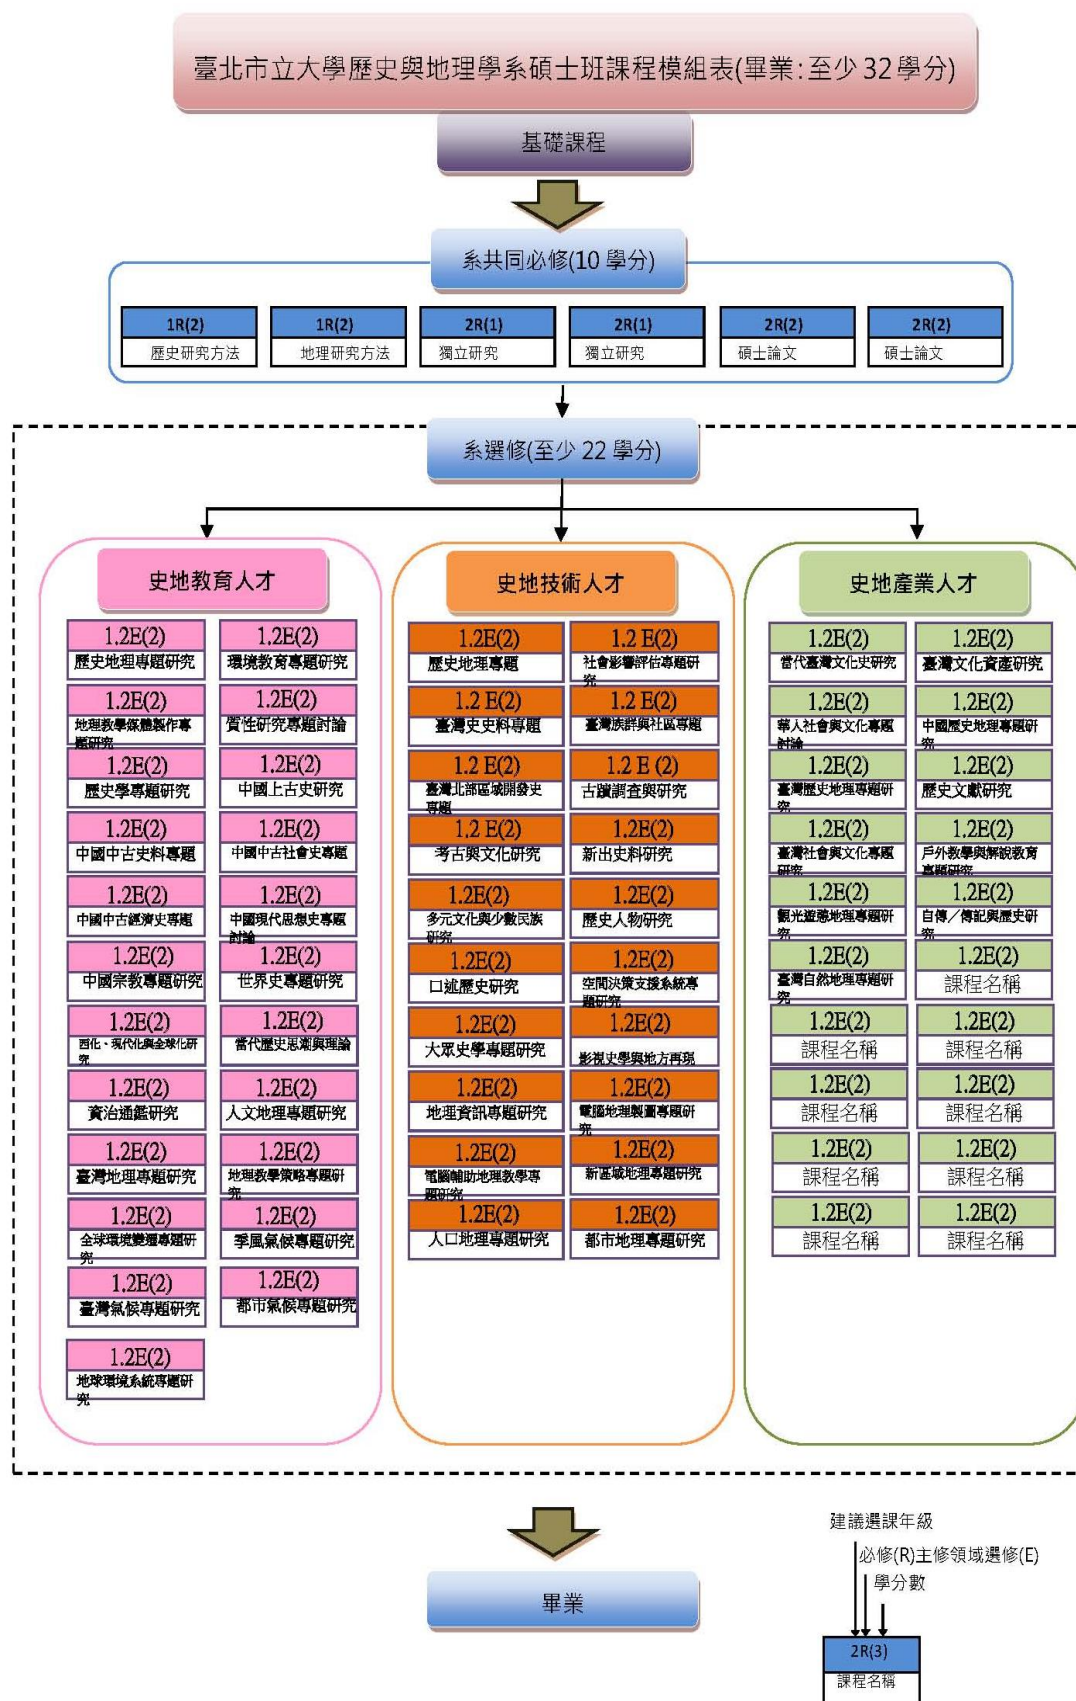 臺北市立大學歷史與地理學系碩士班課程模組表(畢業：至少 32 學分)
基礎課程
系共同必修(10 學分)
1R(2)
歷史研究方法
1R(2)
地理研究方法
2R(1)
獨立研究
2R(1)
獨立研究
2R(2)
碩士論文
2R(2)
碩士論文
系選修(至少 22 學分)
史地教育人才
1.2E(2)
歷史地理專題研究
1.2E(2)
環境教育專題研究
1.2E(2)
地理教學媒體製作專
題研究
1.2E(2)
質性研究專題討論
1.2E(2)
歷史學專題研究
1.2E(2)
中國上古史研究
1.2E(2)
中國中古史料專題
1.2E(2)
中國中古社會史專題
1.2E(2)
中國中古經濟史專題
1.2E(2)
中國現代思想史專題
討論
1.2E(2)
中國宗教專題研究
1.2E(2)
世界史專題研究
1.2E(2)
西化、現代化與全球化研
究
1.2E(2)
當代歷史思潮與理論
1.2E(2)
資治通鑑研究
1.2E(2)
人文地理專題研究
1.2E(2)
臺灣地理專題研究
1.2E(2)
地理教學策略專題研
究
1.2E(2)
全球環境變遷專題研
究
1.2E(2)
季風氣候專題研究
1.2E(2)
臺灣氣候專題研究
1.2E(2)
都市氣候專題研究
1.2E(2)
地球環境系統專題研
究
史地技術人才
1.2E(2)
歷史地理專題
1.2 E(2)
社會影響評估專題研
究
1.2 E(2)
臺灣史史料專題
1.2 E(2)
臺灣族群與社區專題
1.2 E(2)
臺灣北部區域開發史
專題
1.2 E (2)
古蹟調查與研究
1.2 E(2)
考古與文化研究
1.2E(2)
新出史料研究
1.2E(2)
多元文化與少數民族
研究
1.2E(2)
歷史人物研究
1.2E(2)
口述歷史研究
1.2E(2)
空間決策支援系統專
題研究
1.2E(2)
大眾史學專題研究
1.2E(2)
影視史學與地方再現
1.2E(2)
地理資訊專題研究
1.2E(2)
電腦地理製圖專題研
究
1.2E(2)
電腦輔助地理教學專
題研究
1.2E(2)
新區域地理專題研究
1.2E(2)
人口地理專題研究
1.2E(2)
都市地理專題研究
史地產業人才
1.2E(2)
當代臺灣文化史研究
1.2E(2)
臺灣文化資產研究
1.2E(2)
華人社會與文化專題
討論
1.2E(2)
中國歷史地理專題研
究
1.2E(2)
臺灣歷史地理專題研
究
1.2E(2)
歷史文獻研究
1.2E(2)
臺灣社會與文化專題
研究
1.2E(2)
戶外教學與解說教育
專題研究
1.2E(2)
觀光遊憩地理專題研
究
1.2E(2)
自傳／傳記與歷史研
究
1.2E(2)
臺灣自然地理專題研
究
1.2E(2)
課程名稱
1.2E(2)
課程名稱
1.2E(2)
課程名稱
1.2E(2)
課程名稱
1.2E(2)
課程名稱
1.2E(2)
課程名稱
1.2E(2)
課程名稱
1.2E(2)
課程名稱
1.2E(2)
課程名稱
畢業
建議選課年級
必修(R)主修領域選修(E)
學分數
2R(3)
課程名稱